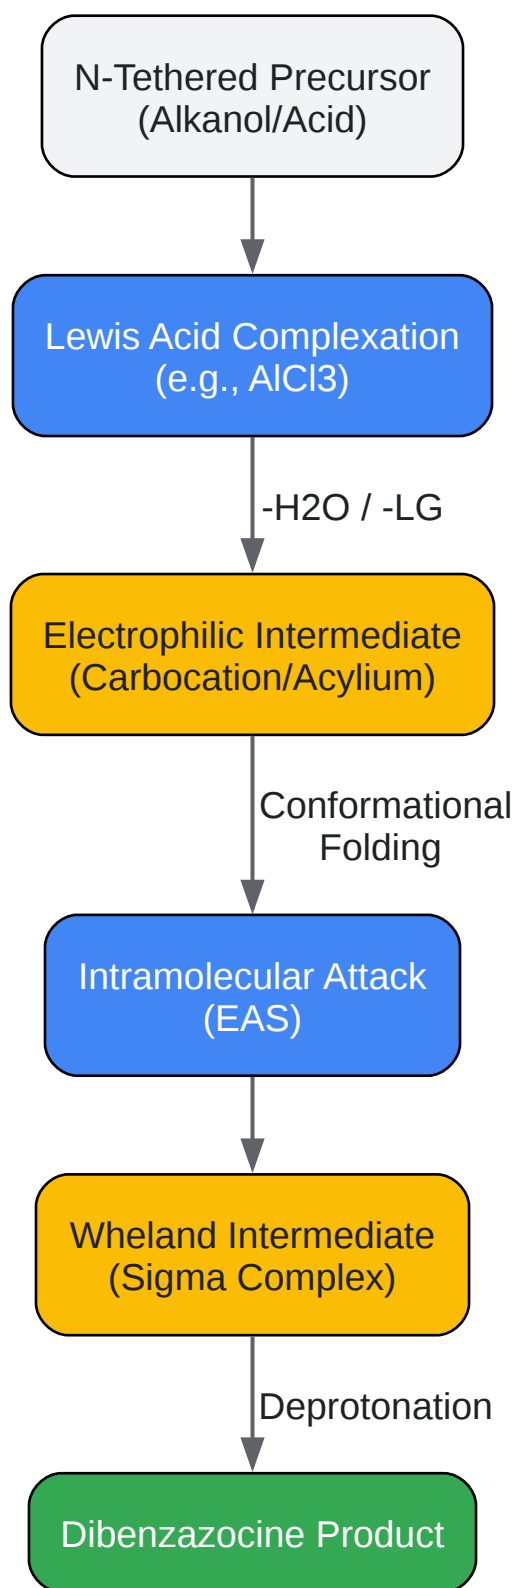 N-Tethered Precursor
(Alkanol/Acid)
Lewis Acid Complexation
(e.g., AlCl3)
-H2O / -LG
Electrophilic Intermediate
(Carbocation/Acylium)
Conformational
Folding
Intramolecular Attack
(EAS)
Wheland Intermediate
(Sigma Complex)
Deprotonation
Dibenzazocine Product